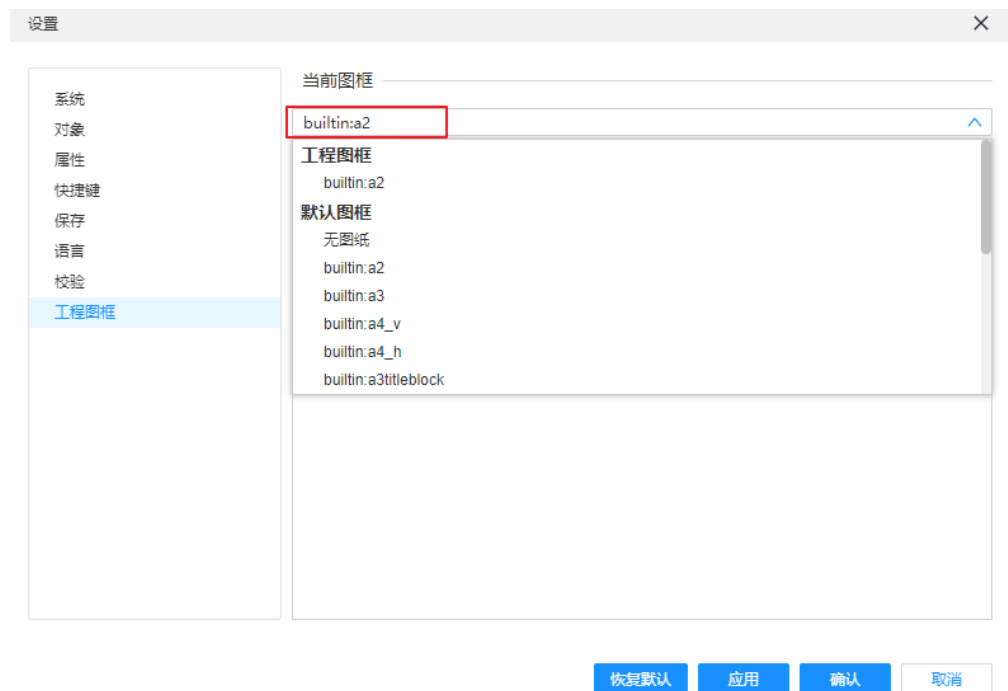 设置
系统
对象
属性
快捷键
保存
语言
校验
工程图框
当前图框
builtin:a2
工程图框
builtin:a2
默认图框
无图纸
builtin:a2
builtin:a3
builtin:a4_v
builtin:a4_h
builtin:a3titleblock
恢复默认
应用
确认
取消